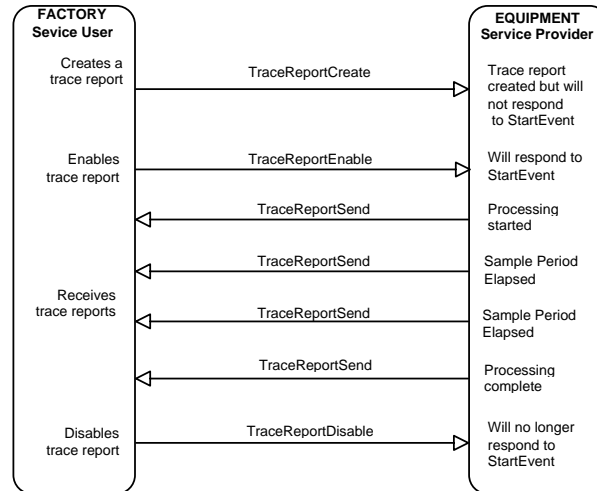 FACTORY
Sevice User
EQUIPMENT
Service Provider
Creates a
trace report
TraceReportCreate
Trace report
created but will
not respond
to StartEvent
Enables
trace report
TraceReportEnable
Will respond to
StartEvent
TraceReportSend
Processing
started
TraceReportSend
Sample Period
Elapsed
Receives
trace reports
TraceReportSend
Sample Period
Elapsed
TraceReportSend
Processing
complete
Disables
trace report
TraceReportDisable
Will no longer
respond to
StartEvent